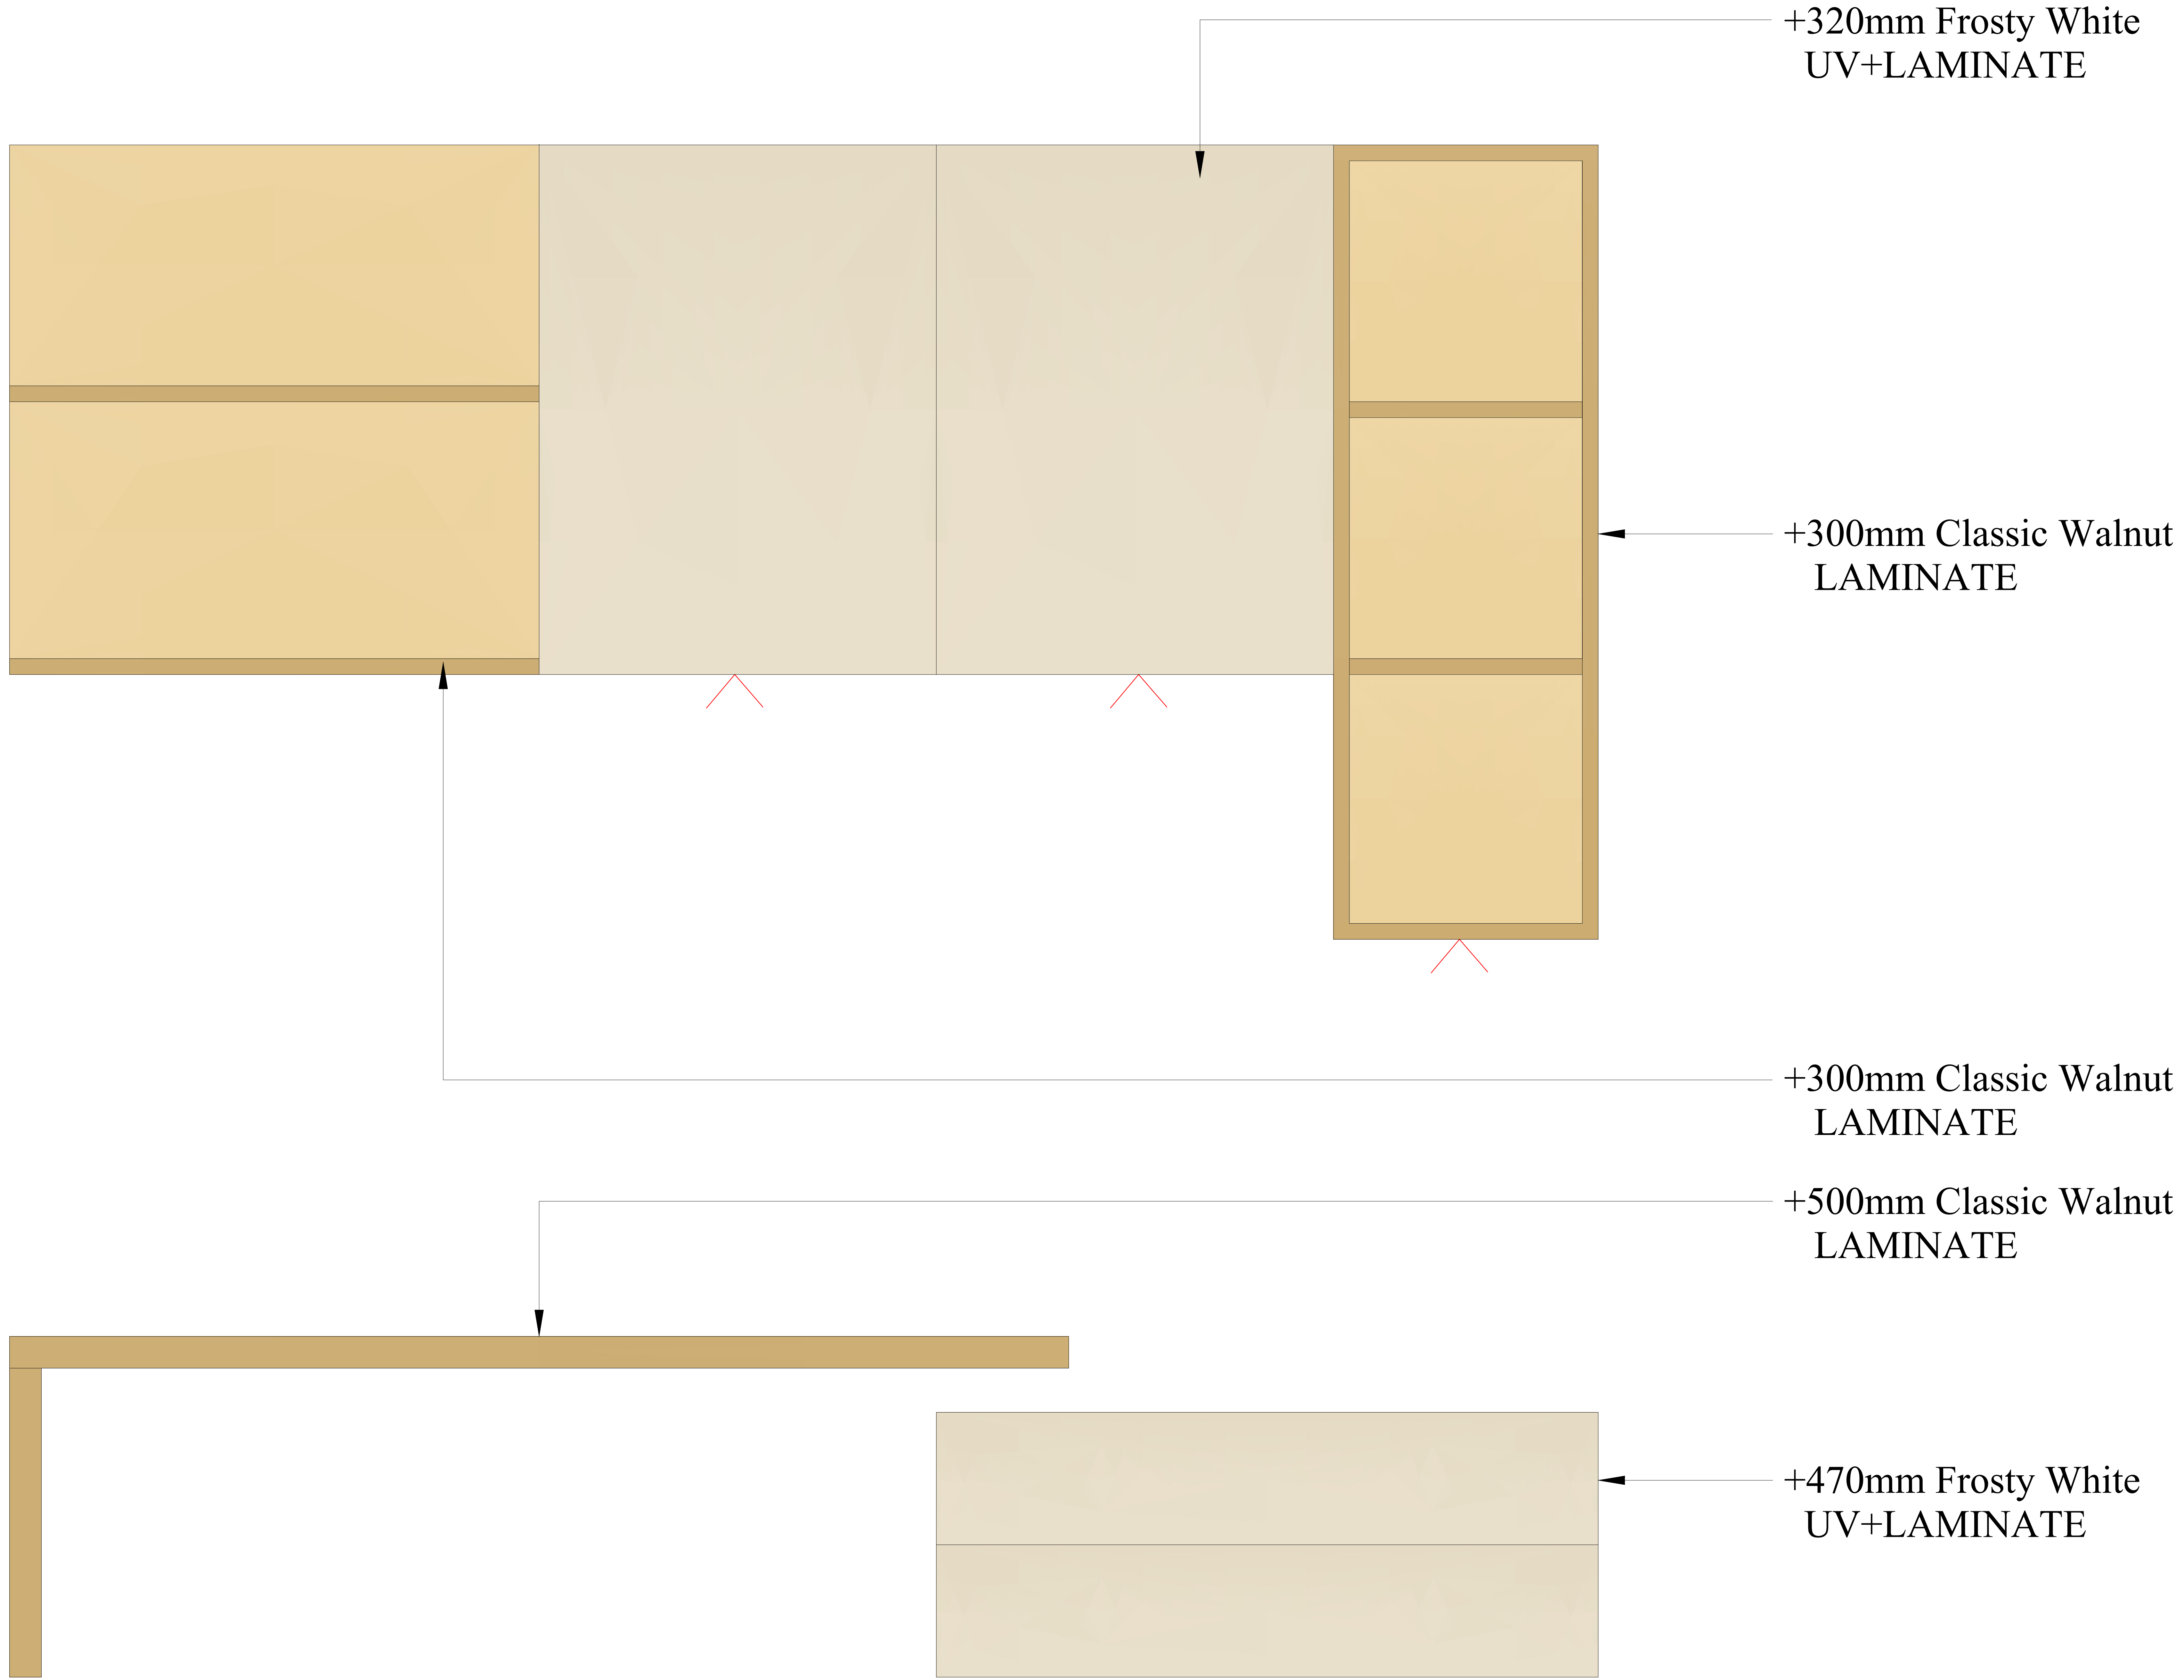 +320mm Frosty White
UV+LAMINATE
+300mm Classic Walnut
LAMINATE
+300mm Classic Walnut
LAMINATE
+500mm Classic Walnut
LAMINATE
+470mm Frosty White
UV+LAMINATE